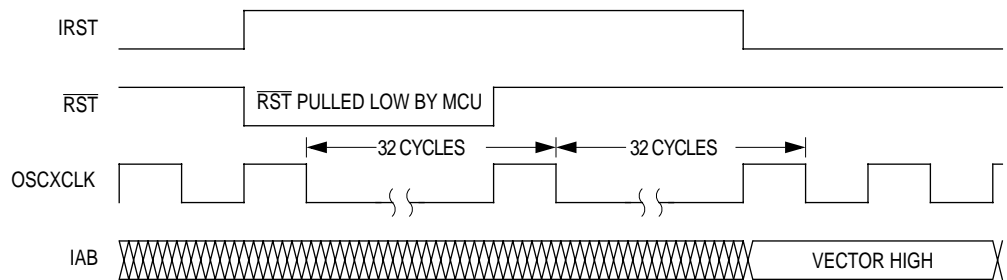 IRST
RST
RST PULLED LOW BY MCU
32 CYCLES
32 CYCLES
OSCXCLK
IAB
VECTOR HIGH